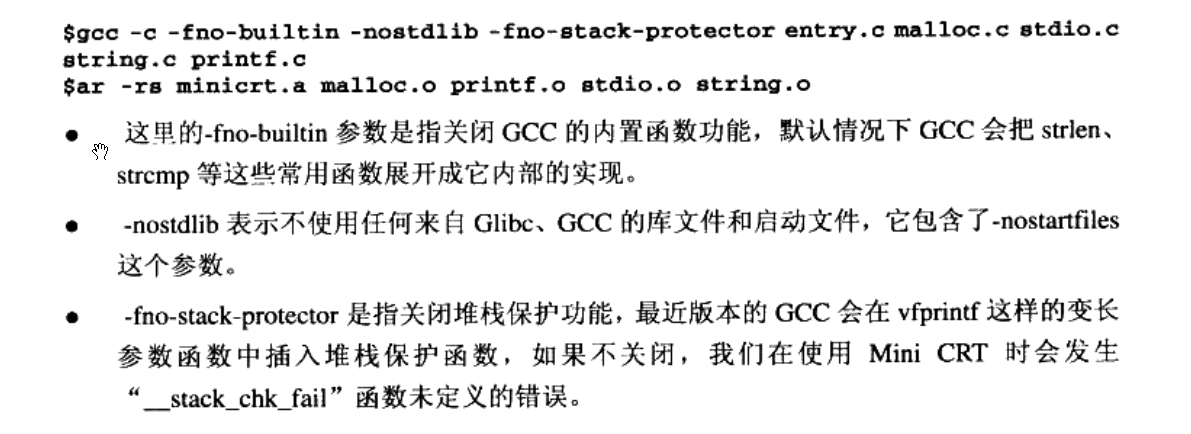 $gcc -c -fno-builtin -nostdlib -fno-stack-protector entry.c malloc.c stdio.c
string.c printf.c
$ar -rs minicrt.a malloc.o printf.o stdio.o string.o
● 这里的-fno-builtin 参数是指关闭 GCC 的内置函数功能，默认情况下 GCC 会把 strlen、
strcmp 等这些常用函数展开成它内部的实现。
● -nostdlib 表示不使用任何来自 Glibc、GCC 的库文件和启动文件，它包含了-nostartfiles
这个参数。
● -fno-stack-protector 是指关闭堆栈保护功能，最近版本的 GCC 会在 vfprintf 这样的变长
参数函数中插入堆栈保护函数，如果不关闭，我们在使用 Mini CRT 时会发生
“__stack_chk_fail”函数未定义的错误。